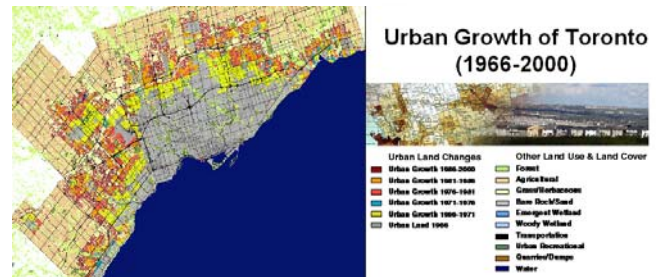 Urban Growth of Toronto
(1966-2000)
Urban Land Changes
Urban Growth 1986-2000
Urban Growth 1981-1986
Urban Growth 1976-1981
Urban Growth 1971-1976
Urban Growth 1966-1971
Urban Land 1966
Other Land Use & Land Cover
Forest
Agricultural
Grass/Herbaceous
Bare Rock/Sand
Emergent Wetland
Woody Wetland
Transportation
Urban Recreational
Quarries/Dumps
Water